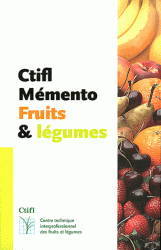 Ctifl
Mémento
Fruits
& légumes
Ctifl
Centre technique
interprofessionnel
des fruits et légumes